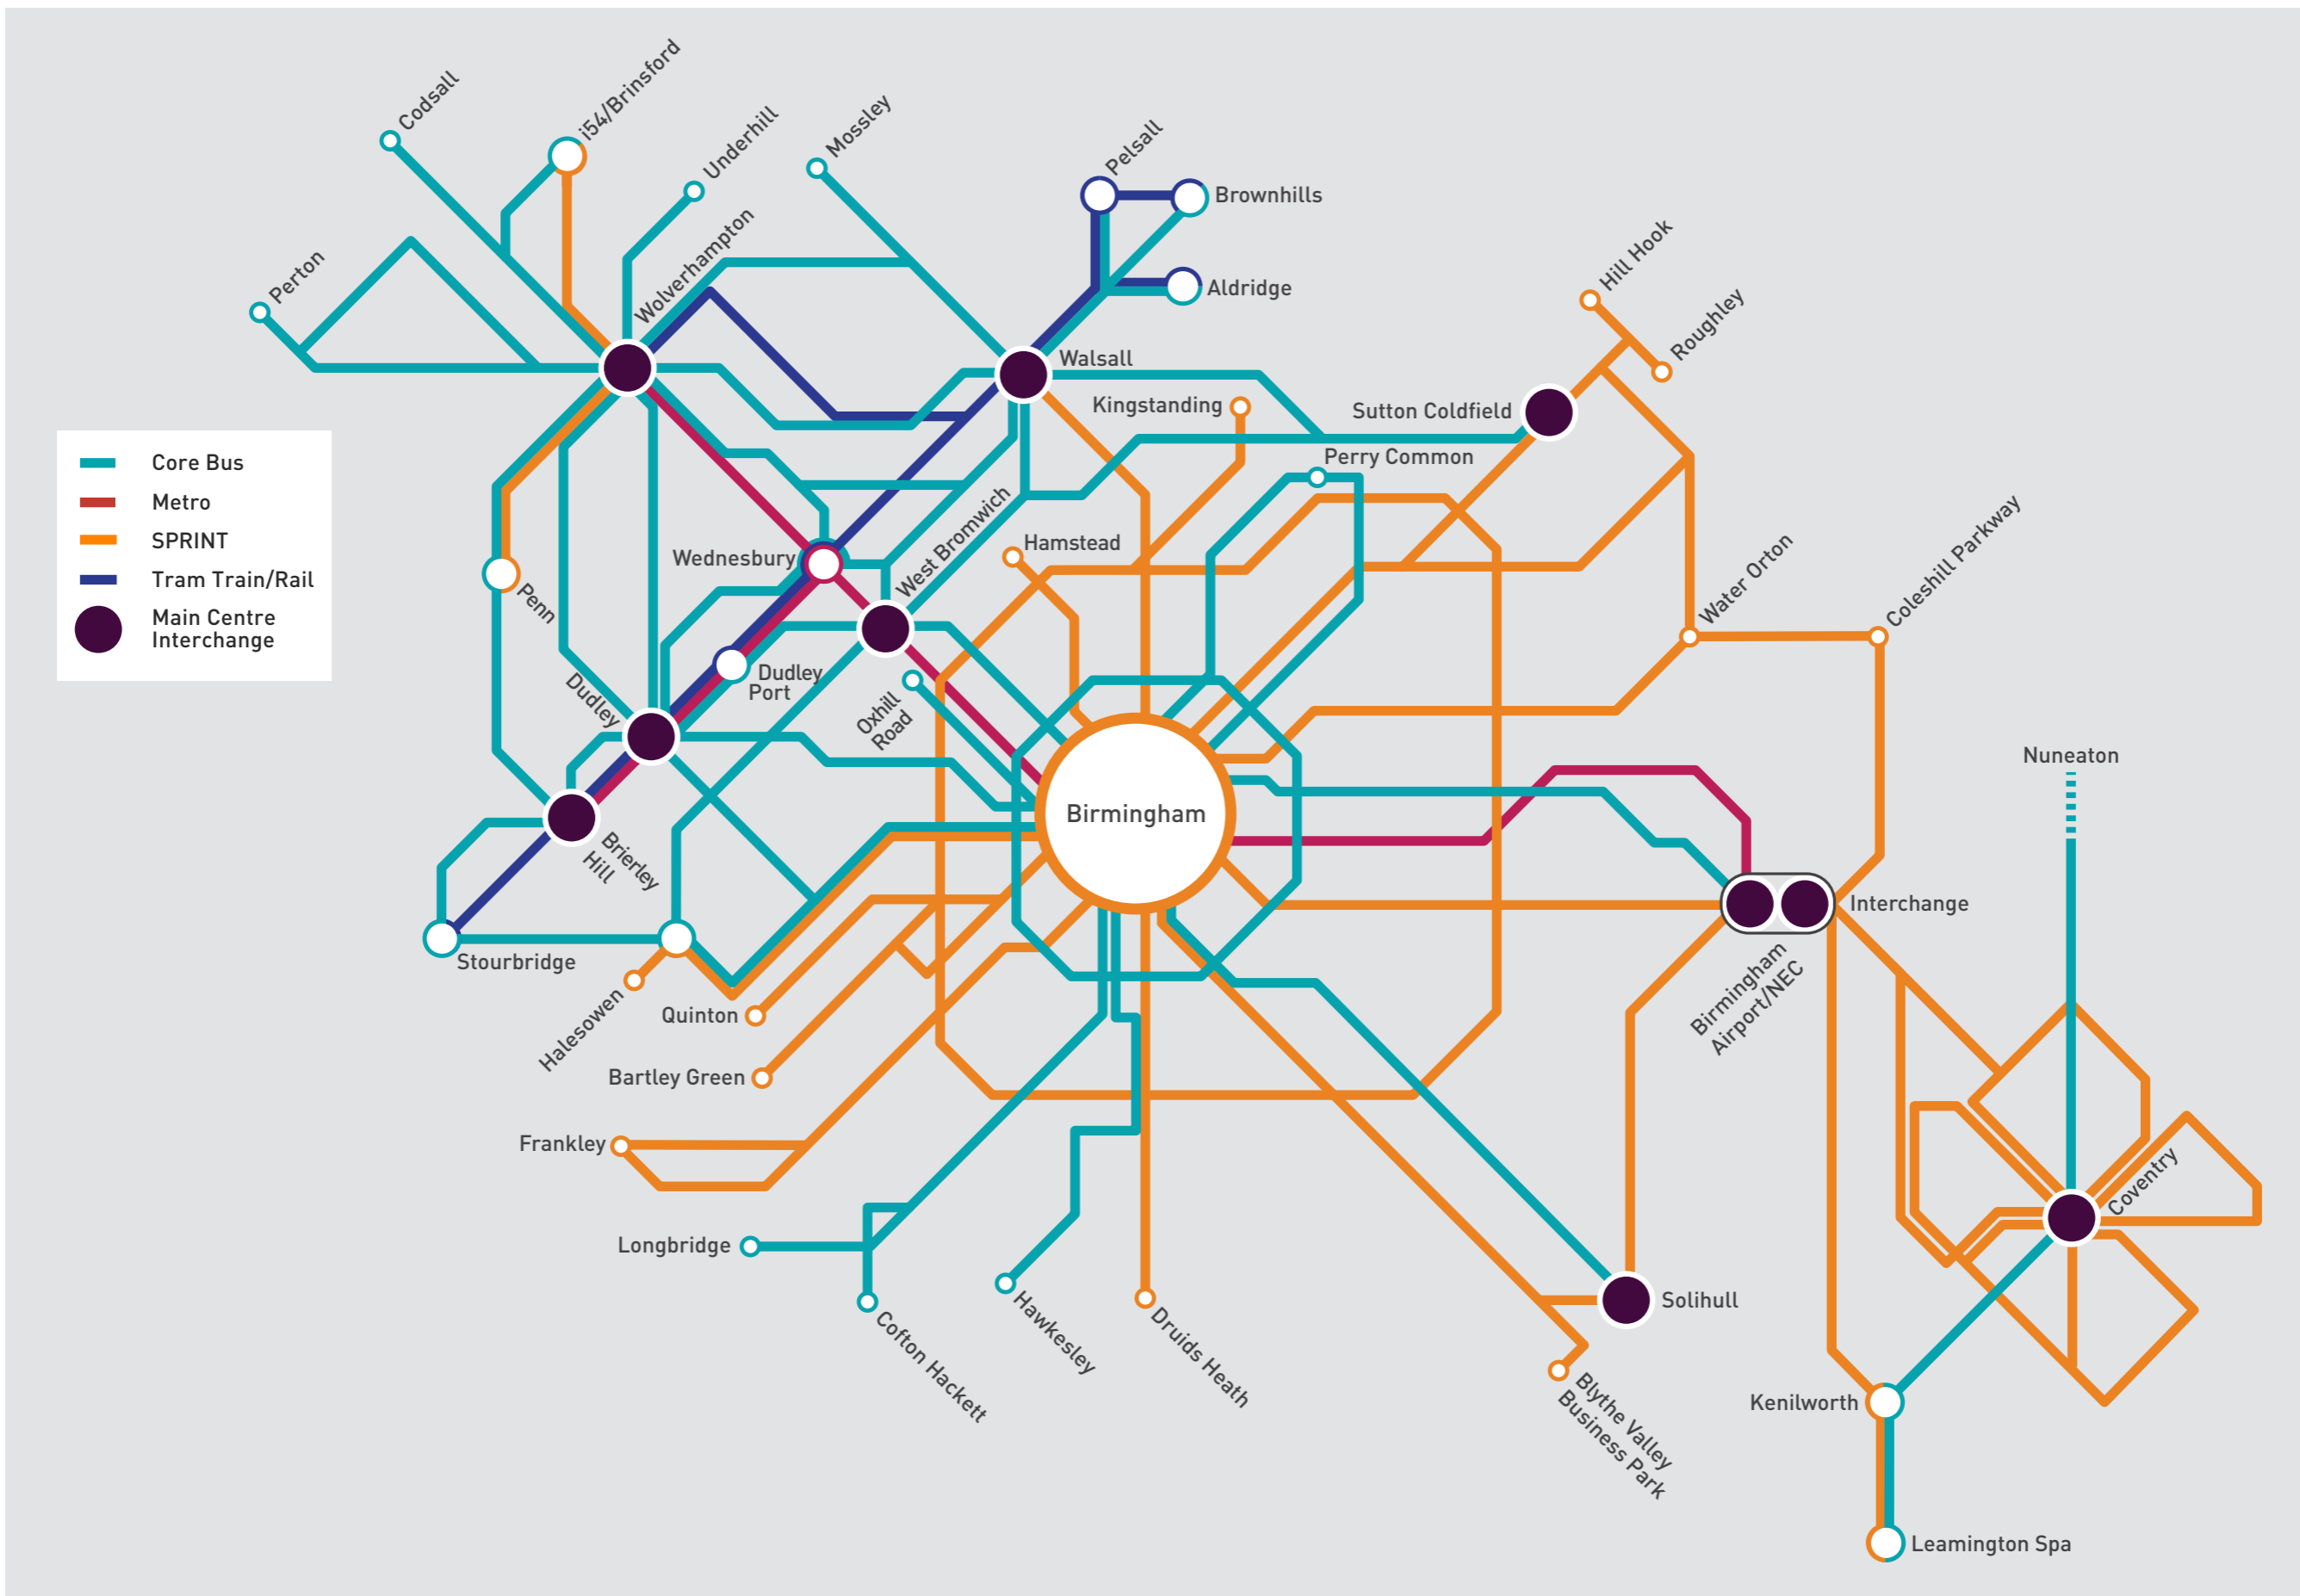 Codsall
i54/Brinsford
Underhill
Mossley
Pelsall
Brownhills
Aldridge
Perton
Wolverhampton
Walsall
Kingstanding
Sutton Coldfield
Hill Hook
Roughley
Perry Common
Core Bus
Metro
SPRINT
Tram Train/Rail
Main Centre
Interchange
Wednesbury
West Bromwich
Hamstead
Water Orton
Coleshill Parkway
Penn
Dudley
Port
Dudley
Oxhill
Road
Nuneaton
Birmingham
Brierley
Hill
Interchange
Birmingham
Airport/NEC
Stourbridge
Halesowen
Quinton
Bartley Green
Frankley
Longbridge
Cofton Hackett
Hawkesley
Druids Heath
Solihull
Blythe Valley
Business Park
Coventry
Kenilworth
Leamington Spa